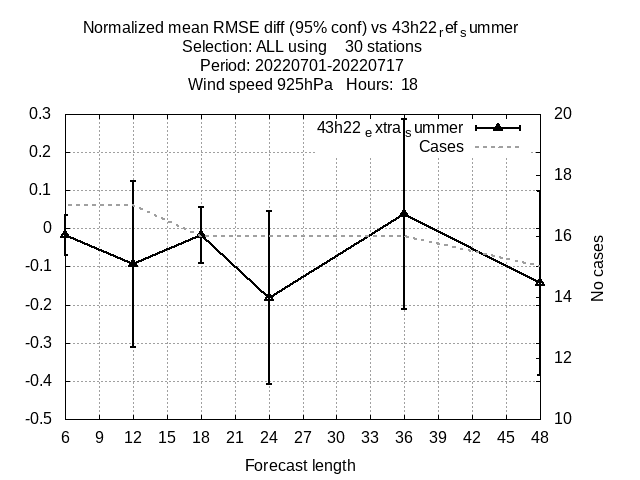 Normalized mean RMSE diff (95% conf) vs 43h22refsummer
Selection: ALL using 30 stations
Period: 20220701-20220717
Wind speed 925hPa Hours: 18
43h22extrasummer
Cases
0.3
0.2
0.1
0
-0.1
-0.2
-0.3
-0.4
-0.5
20
18
16
14
12
10
No cases
6 9 12 15 18 21 24 27 30 33 36 39 42 45 48
Forecast length